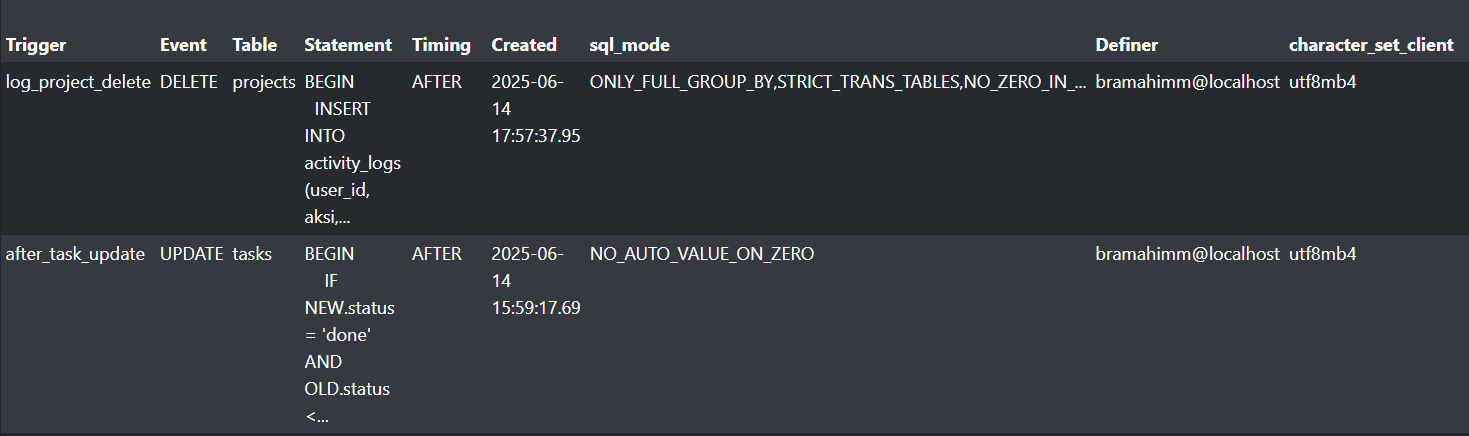 Trigger Event Table Statement Timing Created sql_mode Definer character_set_client
log_project_delete DELETE projects BEGIN AFTER 2025-06- ONLY_FULL_GROUP_BY,STRICT_TRANS_TABLES,NO_ZERO_IN_... bramahimm@localhost utf8mb4
INSERT 14
INTO 17:57:37.95
activity_logs
(user_id,
aksi,...
after_task_update UPDATE tasks BEGIN AFTER 2025-06- NO_AUTO_VALUE_ON_ZERO bramahimm@localhost utf8mb4
IF 14
NEW.status 15:59:17.69
= 'done'
AND
OLD.status
<...